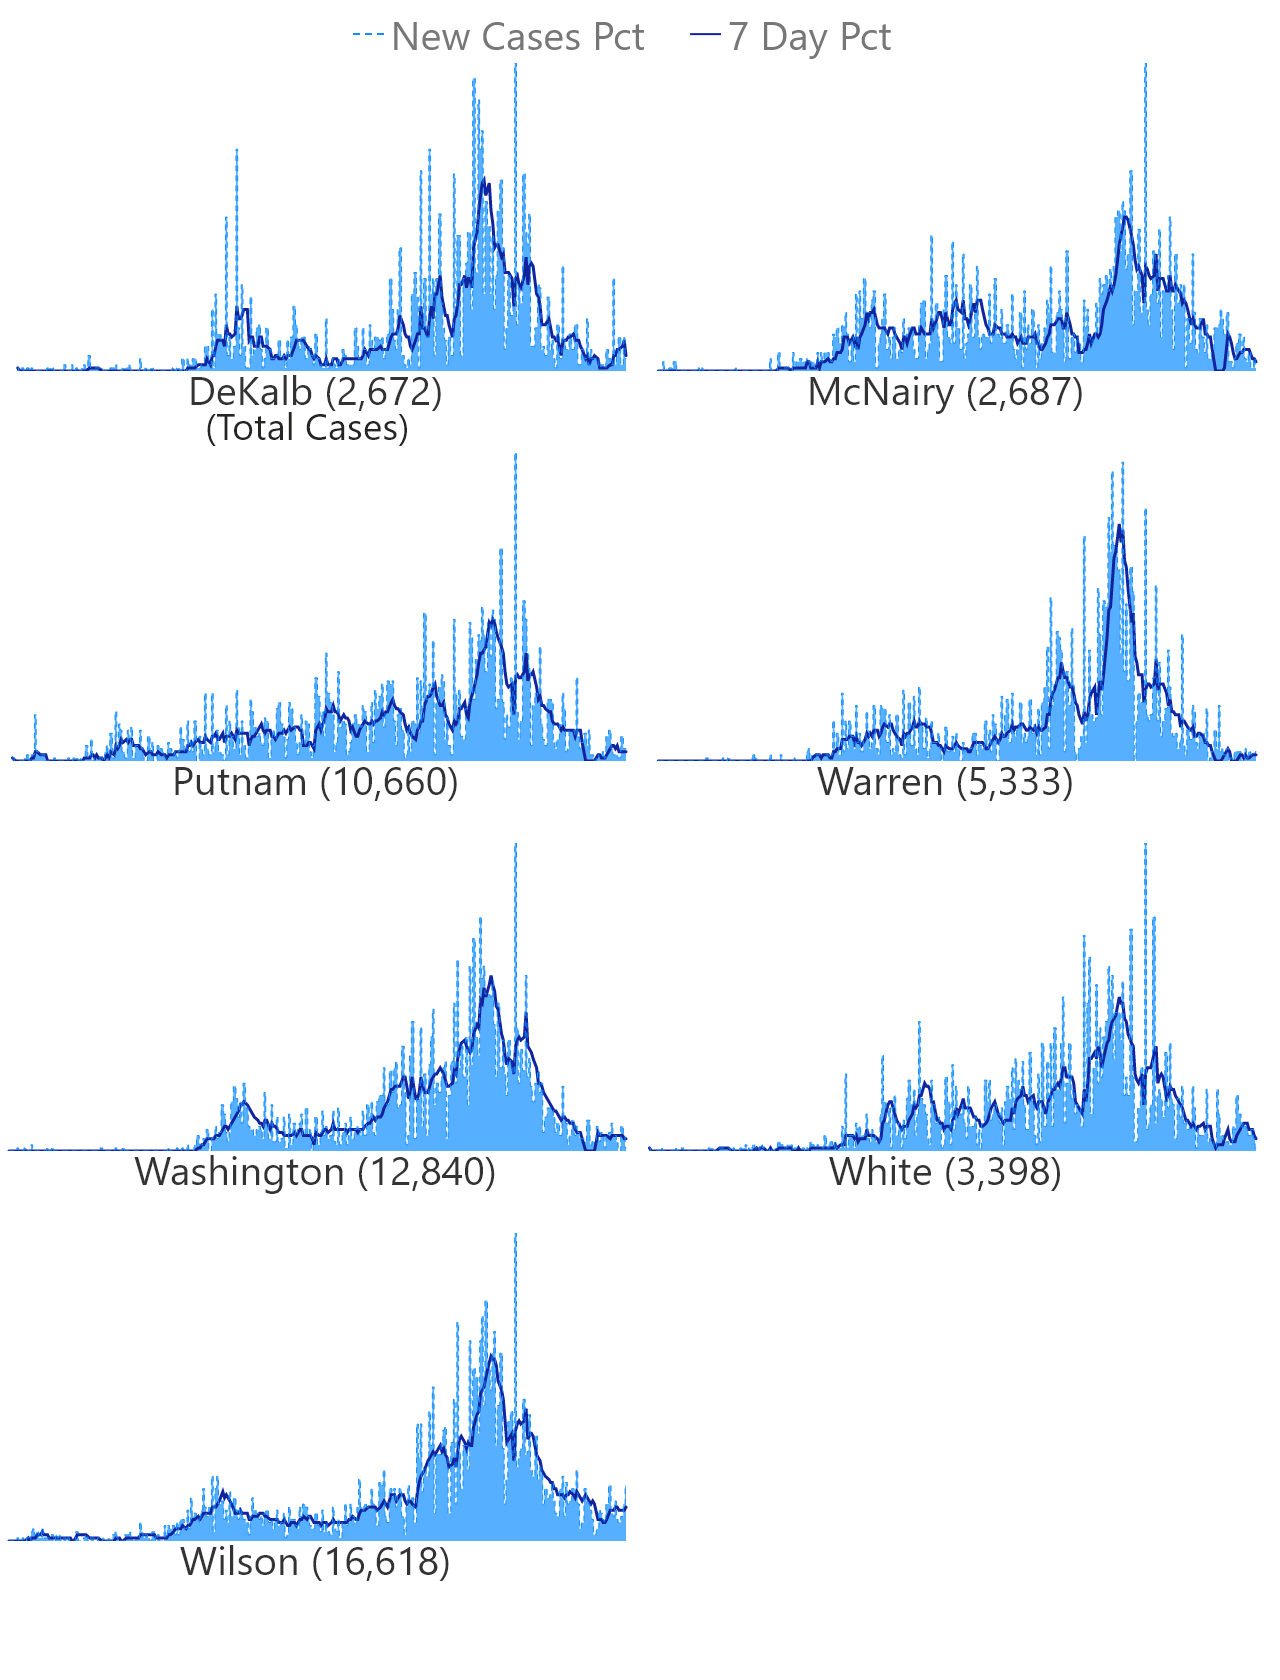 New Cases Pct 7 Day Pct
DeKalb (2,672)
(Total Cases)
McNairy (2,687)
Putnam (10,660)
Warren (5,333)
Washington (12,840)
White (3,398)
Wilson (16,618)